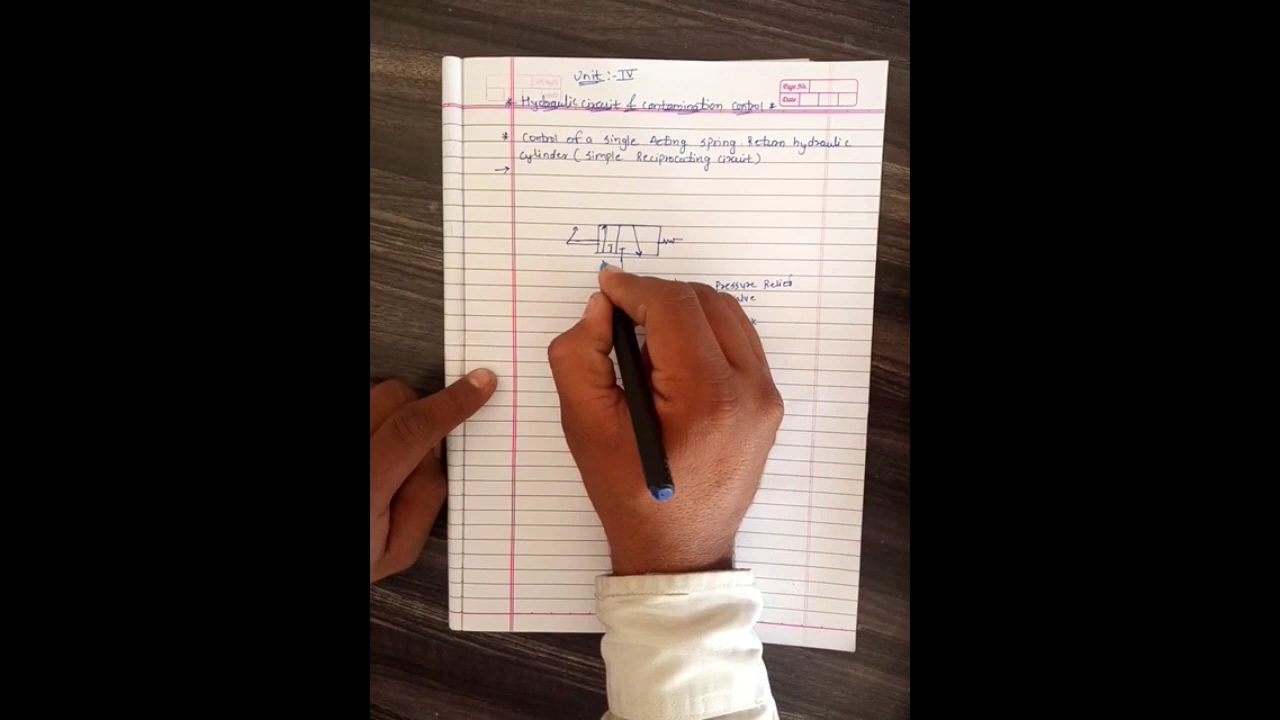 Unit :- IV
Page No.
Date
* Hydraulic circuit & contamination control *
* Control of a single Acting spring Return hydraulic
cylinder ( simple Reciprocating circuit )
→
T
Pressure Relief